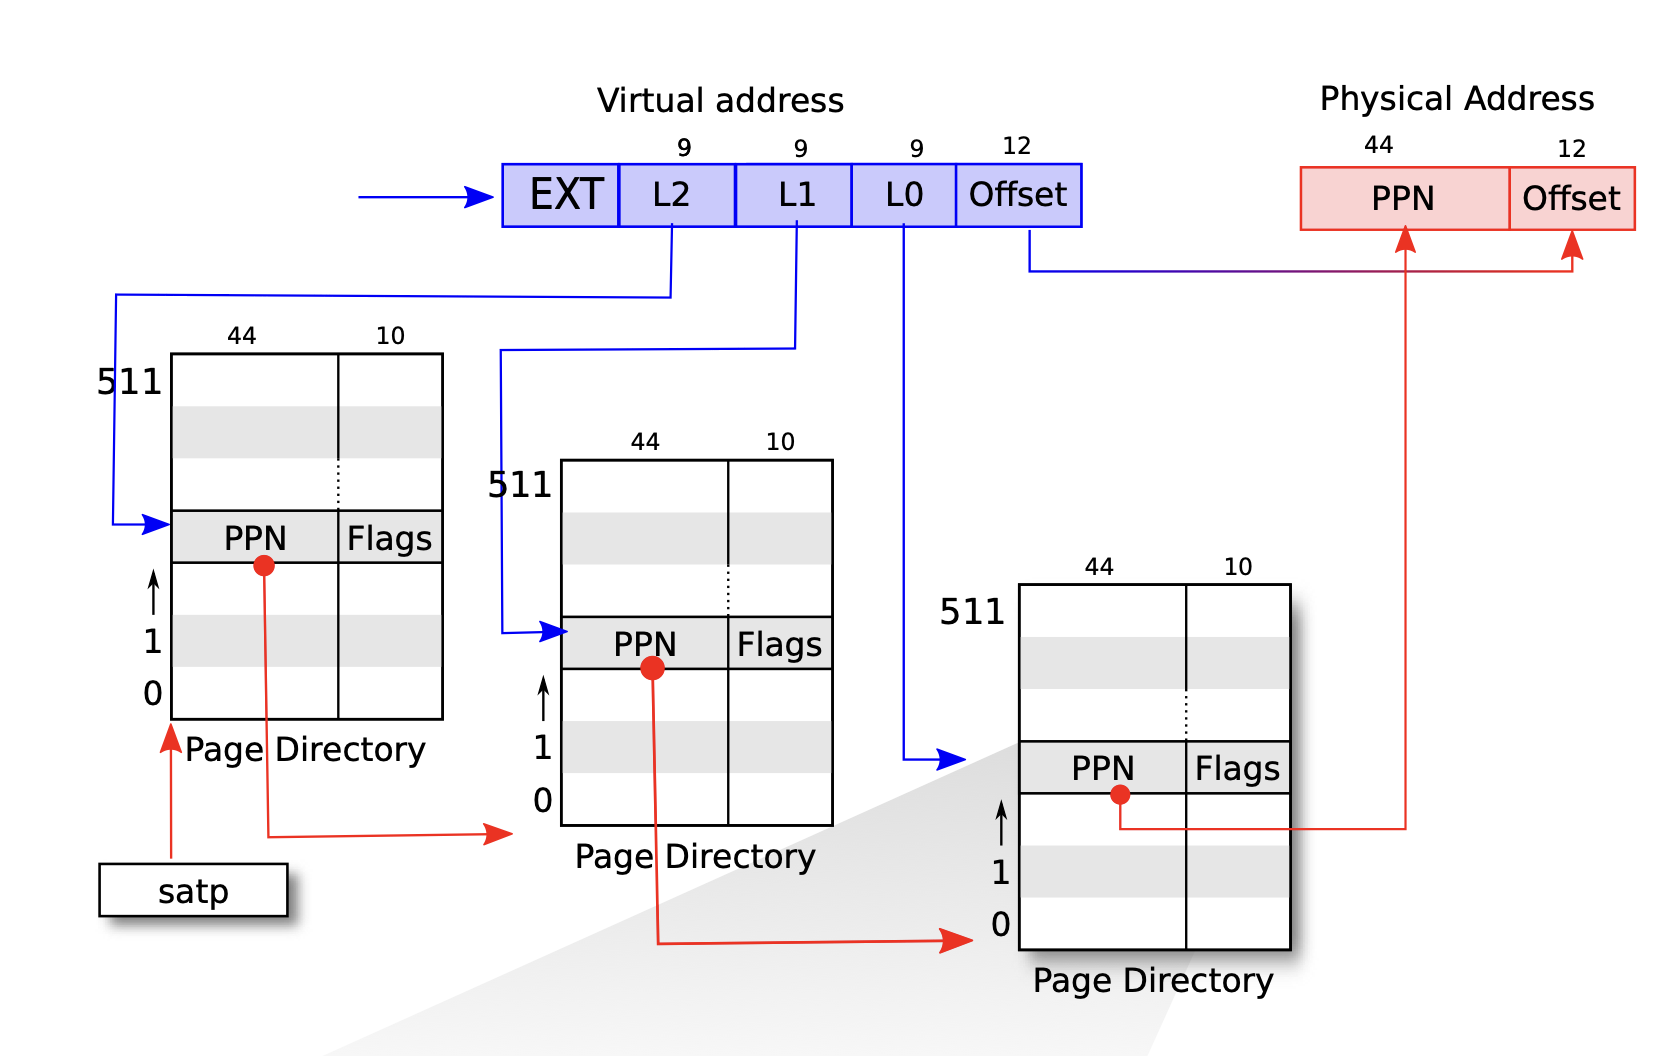 Virtual address
Physical Address
9 9 9 12
44 12
EXT L2 L1 L0 Offset
PPN Offset
44 10
511
PPN Flags
1
0
Page Directory
satp
44 10
511
PPN Flags
1
0
Page Directory
44 10
511
PPN Flags
1
0
Page Directory